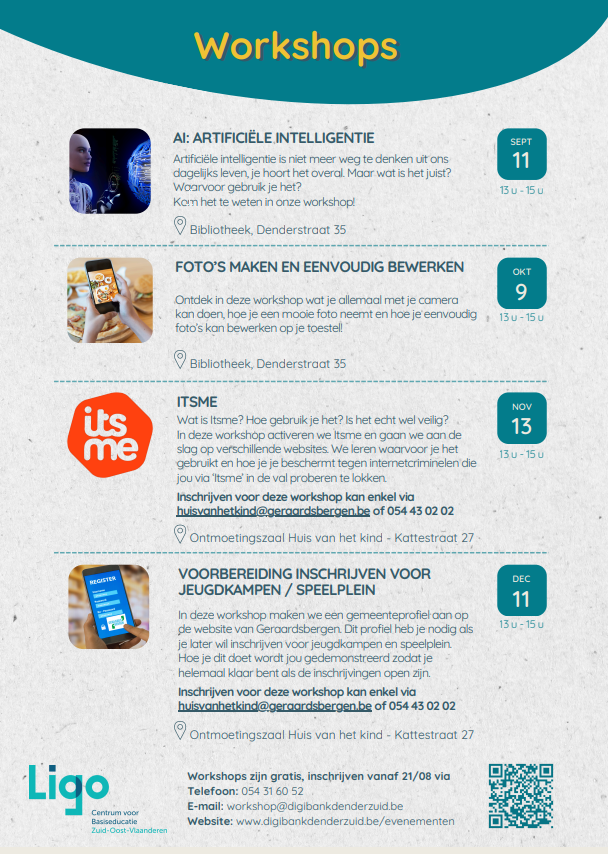 Workshops
AI: ARTIFICIËLE INTELLIGENTIE
Artificiële intelligentie is niet meer weg te denken uit ons
dagelijks leven, je hoort het overal. Maar wat is het juist?
Waarvoor gebruik je het?
Kom het te weten in onze workshop!
Bibliotheek, Denderstraat 35
SEPT
11
13 u - 15 u
FOTO'S MAKEN EN EENVOUDIG BEWERKEN
Ontdek in deze workshop wat je allemaal met je camera
kan doen, hoe je een mooie foto neemt en hoe je eenvoudig
foto's kan bewerken op je toestel!
Bibliotheek, Denderstraat 35
OKT
9
13 u - 15 u
its
me
ITSME
Wat is Itsme? Hoe gebruik je het? Is het echt wel veilig?
In deze workshop activeren we Itsme en gaan we aan de
slag op verschillende websites. We leren waarvoor je het
gebruikt en hoe je je beschermt tegen internetcriminelen die
jou via 'Itsme' in de val proberen te lokken.
Inschrijven voor deze workshop kan enkel via
huisvanhetkind@geraardsbergen.be of 054 43 02 02
Ontmoetingszaal Huis van het kind - Kattestraat 27
NOV
13
13 u - 15 u
REGISTER
VOORBEREIDING INSCHRIJVEN VOOR
JEUGDKAMPEN / SPEELPLEIN
In deze workshop maken we een gemeenteprofiel aan op
de website van Geraardsbergen. Dit profiel heb je nodig als
je later wil inschrijven voor jeugdkampen en speelplein.
Hoe je dit doet wordt jou gedemonstreerd zodat je
helemaal klaar bent als de inschrijvingen open zijn.
Inschrijven voor deze workshop kan enkel via
huisvanhetkind@geraardsbergen.be of 054 43 02 02
Ontmoetingszaal Huis van het kind - Kattestraat 27
DEC
11
13 u - 15 u
Ligo
Centrum voor
Basiseducatie
Zuid-Oost-Vlaanderen
Workshops zijn gratis, inschrijven vanaf 21/08 via
Telefoon: 054 31 60 52
E-mail: workshop@digibankdenderzuid.be
Website: www.digibankdenderzuid.be/evenementen